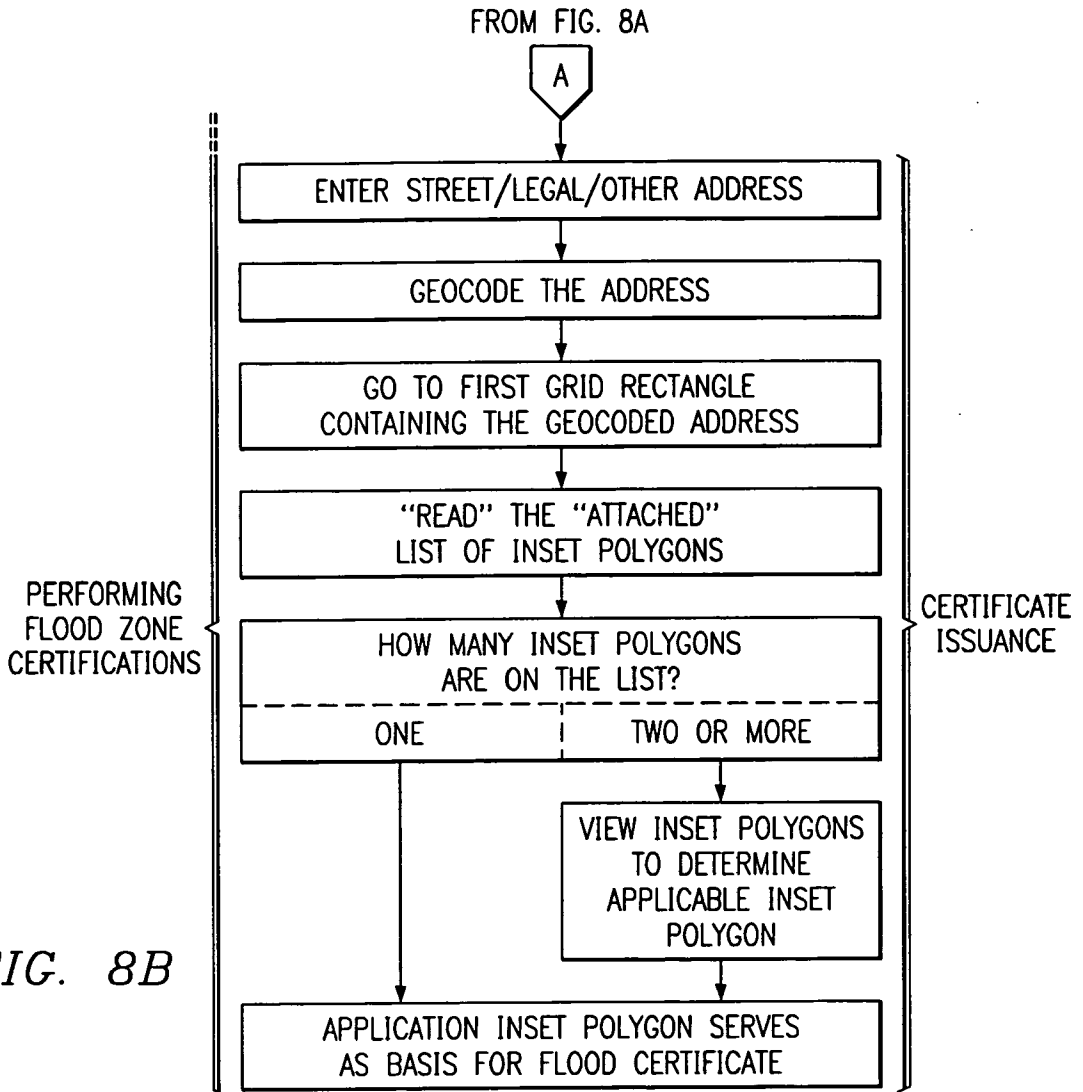 FROM FIG. 8A
A
ENTER STREET/LEGAL/OTHER ADDRESS
GEOCODE THE ADDRESS
GO TO FIRST GRID RECTANGLE
CONTAINING THE GEOCODED ADDRESS
"READ" THE "ATTACHED"
LIST OF INSET POLYGONS
PERFORMING
FLOOD ZONE
CERTIFICATIONS
HOW MANY INSET POLYGONS
ARE ON THE LIST?
ONE
TWO OR MORE
CERTIFICATE
ISSUANCE
VIEW INSET POLYGONS
TO DETERMINE
APPLICABLE INSET
POLYGON
IG. 8B
APPLICATION INSET POLYGON SERVES
AS BASIS FOR FLOOD CERTIFICATE